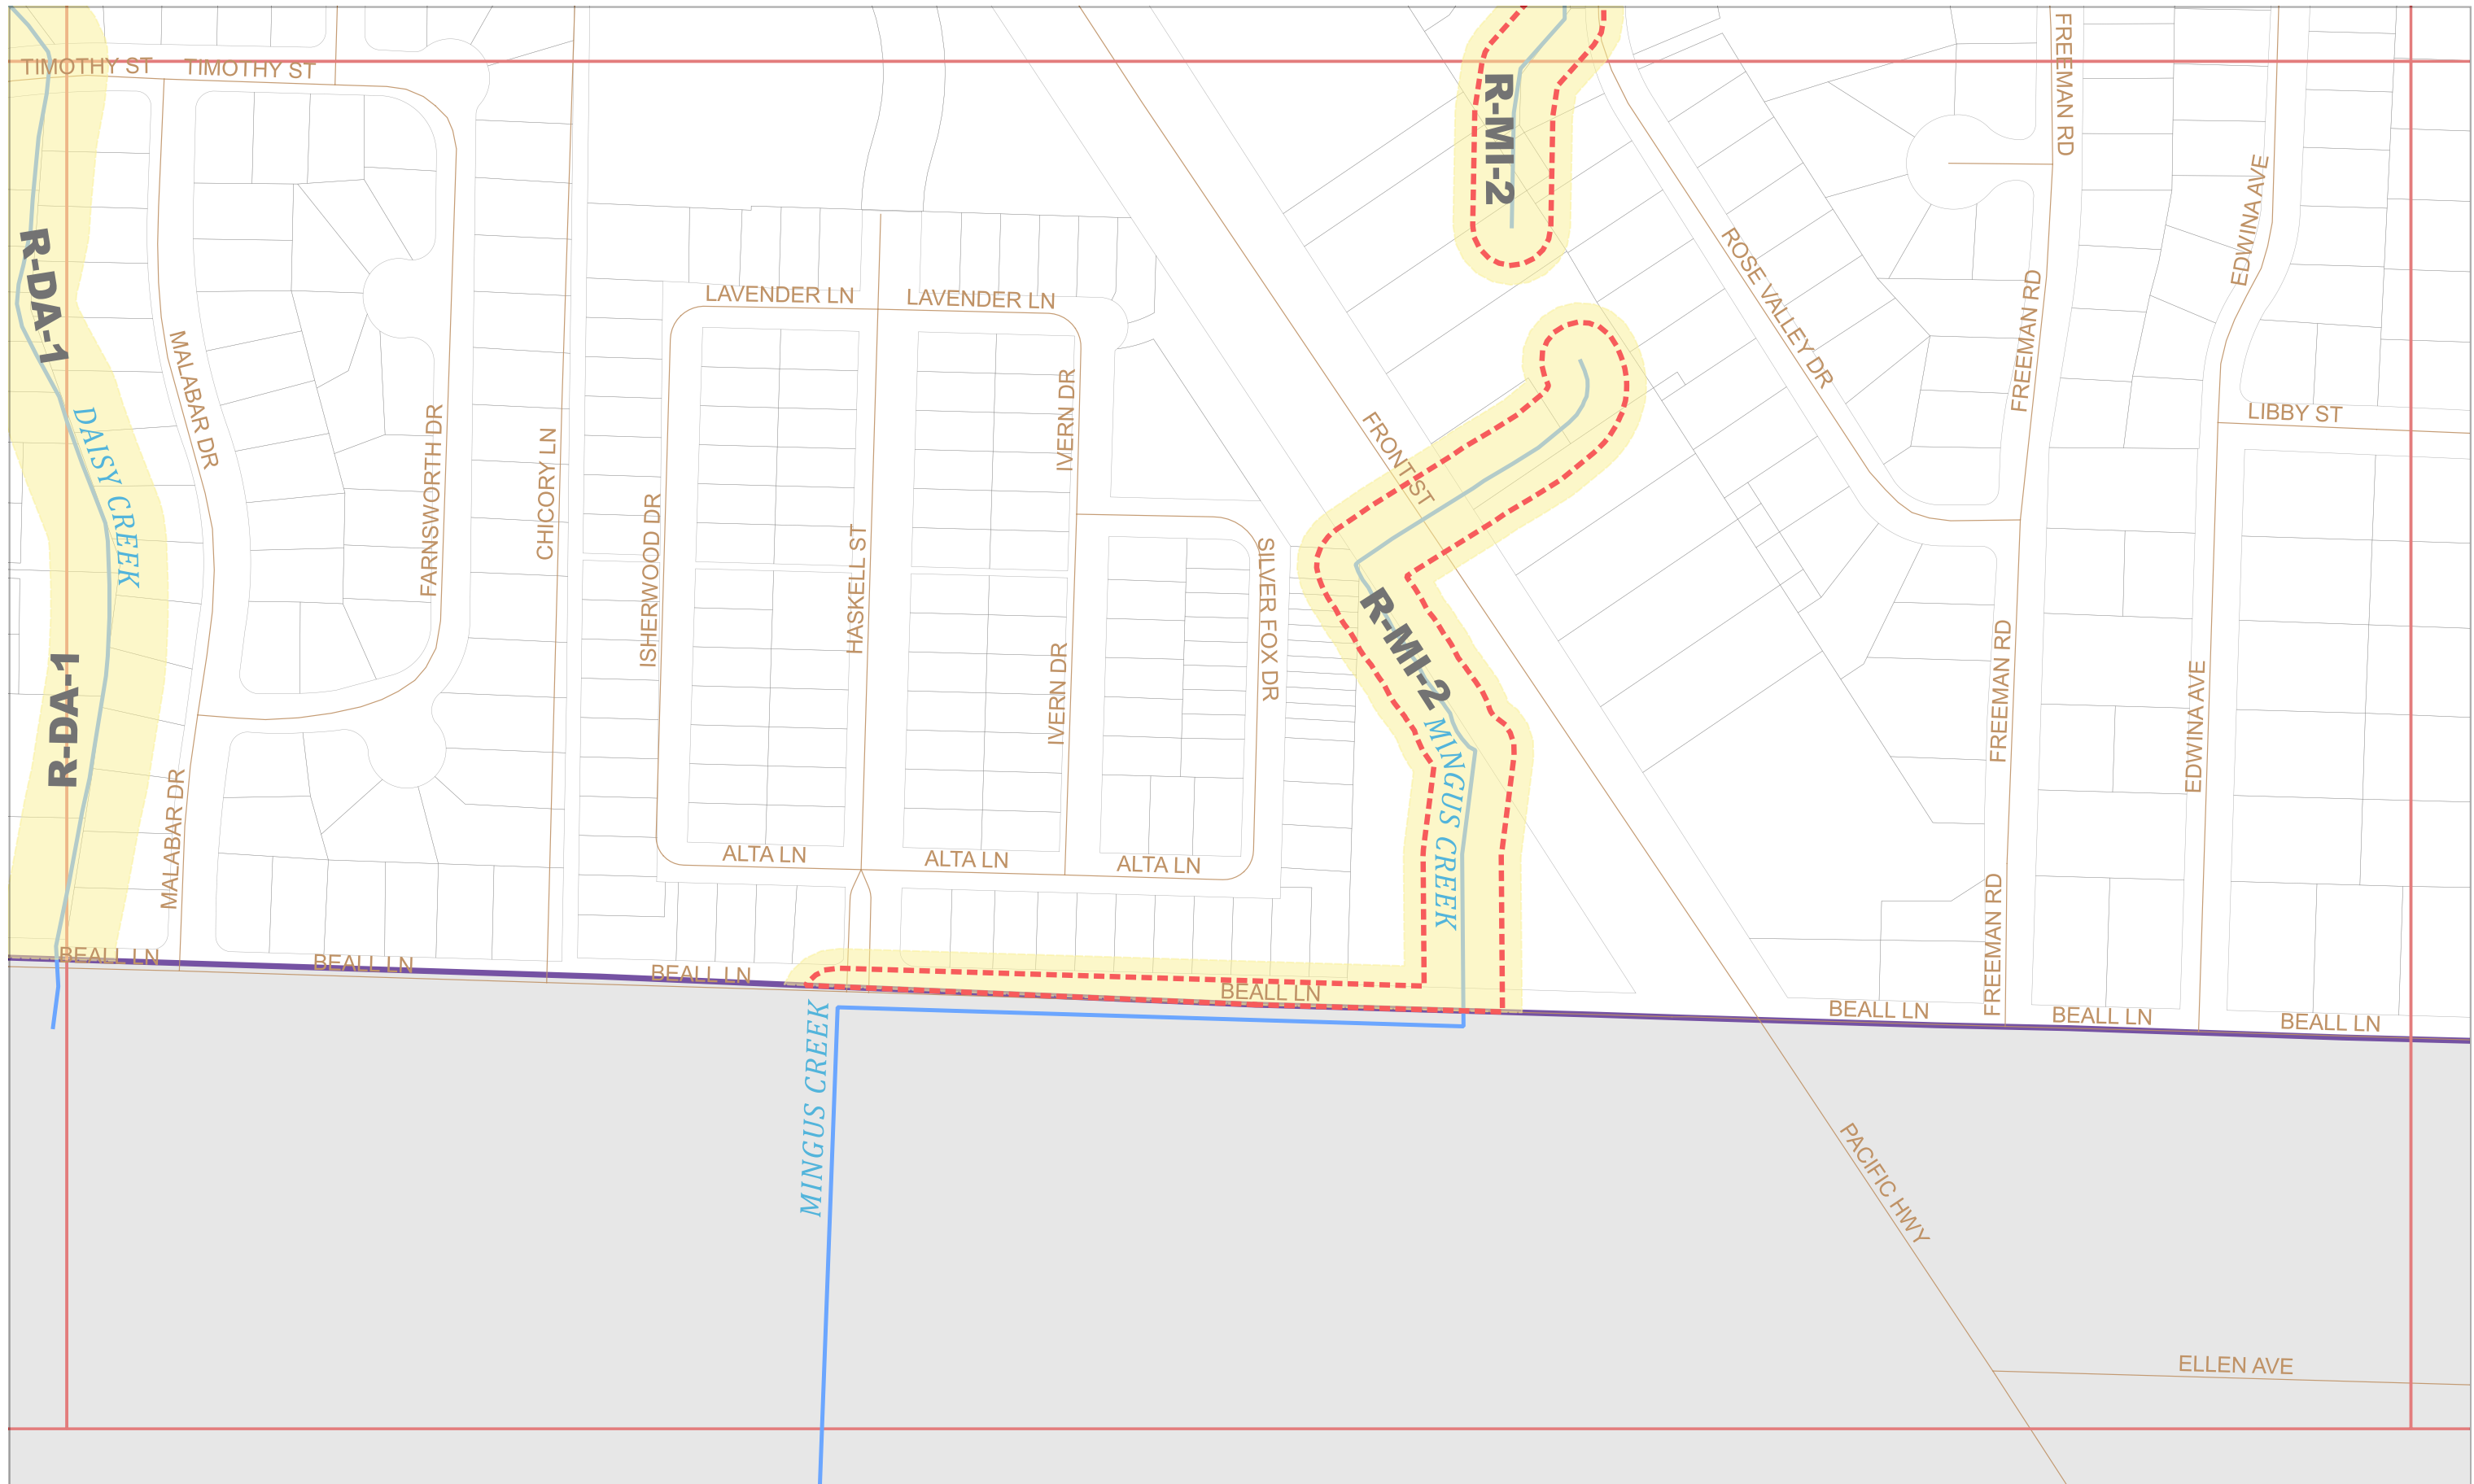 TIMOTHY ST
TIMOTHY ST
R-MI-2
FREEMAN RD
EDWINA AVE
R-DA-1
LAVENDER LN
LAVENDER LN
ROSE VALLEY DR
FREEMAN RD
MALABAR DR
IVERN DR
FARNSWORTH DR
DAISY CREEK
CHICORY LN
FRONT ST
LIBBY ST
ISHERWOOD DR
HASKELL ST
SILVER FOX DR
R-MI-2
R-DA-1
IVERN DR
FREEMAN RD
EDWINA AVE
MINGUS CREEK
MALABAR DR
ALTA LN
ALTA LN
ALTA LN
FREEMAN RD
BEALL LN
BEALL LN
BEALL LN
BEALL LN
BEALL LN
BEALL LN
BEALL LN
MINGUS CREEK
PACIFIC HWY
ELLEN AVE